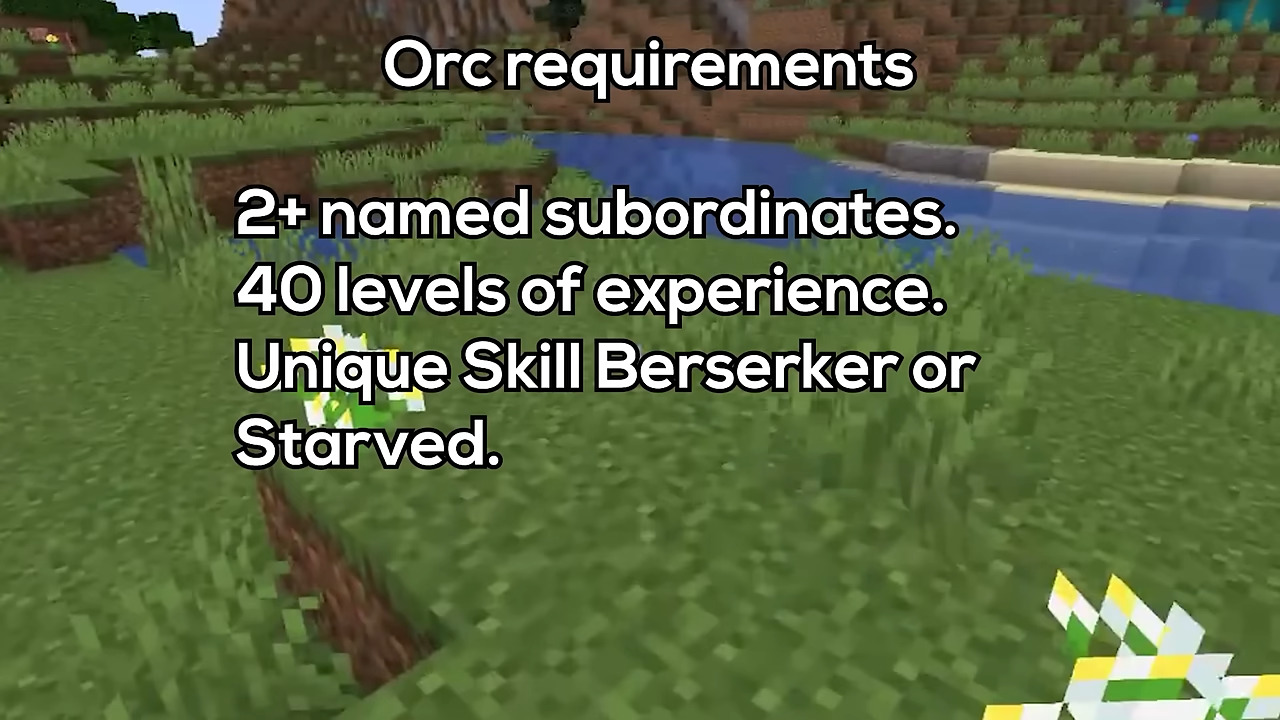 Orc requirements
2+ named subordinates.
40 levels of experience.
Unique Skill Berserker or
Starved.